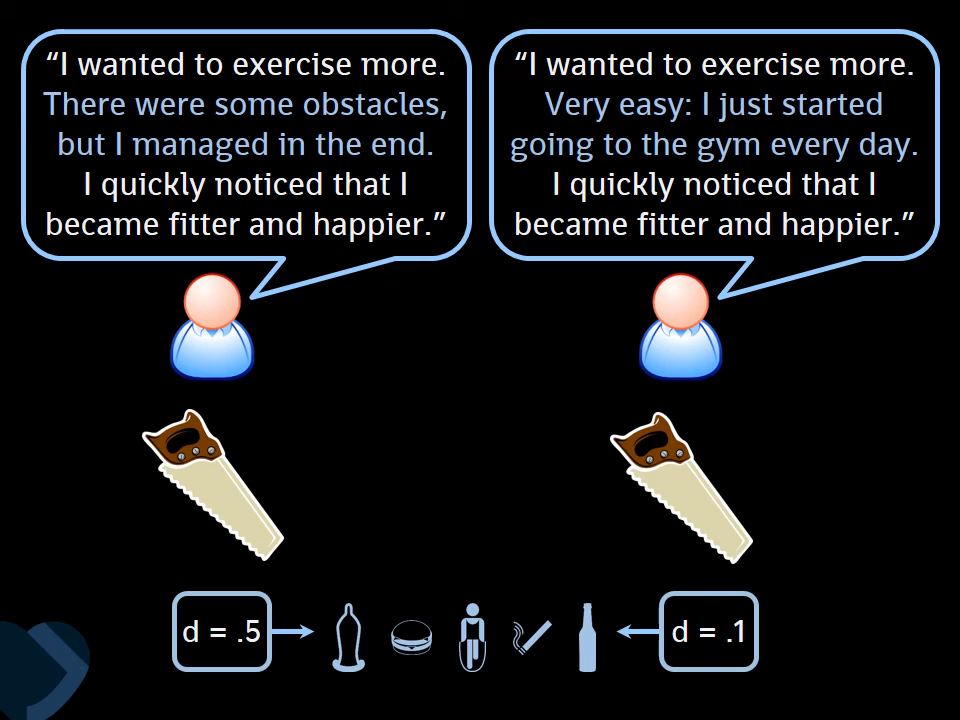 “I wanted to exercise more.
There were some obstacles,
but I managed in the end.
I quickly noticed that I
became fitter and happier.”
“I wanted to exercise more.
Very easy: I just started
going to the gym every day.
I quickly noticed that I
became fitter and happier.”
d = .5
d = .1